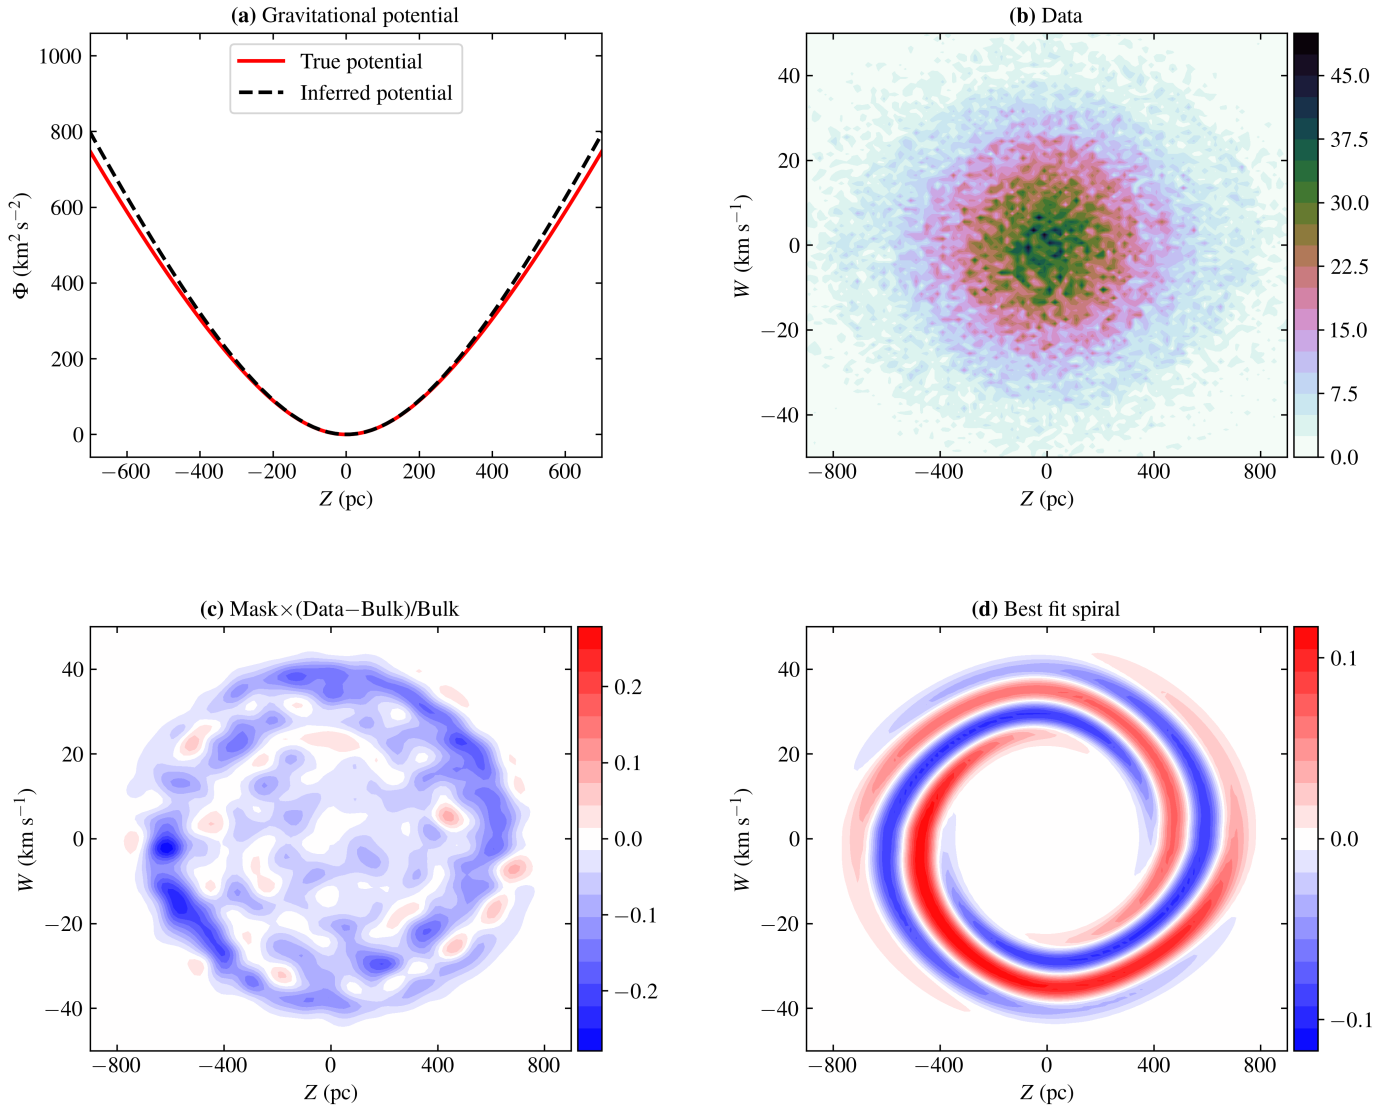 (a) Gravitational potential
1000
800
600
400
200
0
Φ (km² s⁻²)
True potential
Inferred potential
−600 −400 −200 0 200 400 600
Z (pc)
(b) Data
40
20
0
−20
−40
W (km s⁻¹)
−800 −400 0 400 800
Z (pc)
45.0
37.5
30.0
22.5
15.0
7.5
0.0
(c) Mask×(Data−Bulk)/Bulk
40
20
0
−20
−40
W (km s⁻¹)
−800 −400 0 400 800
Z (pc)
0.2
0.1
0.0
−0.1
−0.2
(d) Best fit spiral
40
20
0
−20
−40
W (km s⁻¹)
−800 −400 0 400 800
Z (pc)
0.1
0.0
−0.1